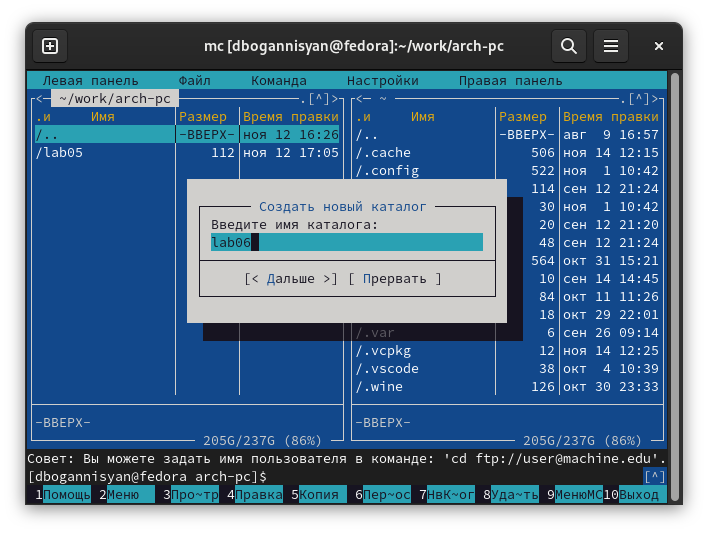 mc [dbogannisyan@fedora]:~/work/arch-pc
Левая панель Файл Команда Настройки Правая панель
<─ ~/work/arch-pc .[^]>
.и Имя Размер Время правки
/.. -ВВЕРХ- ноя 12 16:26
/lab05 112 ноя 12 17:05
-ВВЕРХ-
205G/237G (86%)
<─ ~ .[^]>
.и Имя Размер Время правки
/.. -ВВЕРХ- авг 9 16:57
/.cache 506 ноя 14 12:15
/.config 522 ноя 1 10:42
114 сен 12 21:24
30 ноя 1 10:42
20 сен 12 21:20
48 сен 12 21:24
564 окт 31 15:21
10 сен 14 14:45
84 окт 11 11:26
18 окт 29 22:01
/.var 6 сен 26 09:14
/.vcpkg 12 ноя 14 12:25
/.vscode 38 окт 4 10:39
/.wine 126 окт 30 23:33
-ВВЕРХ-
205G/237G (86%)
Создать новый каталог
Введите имя каталога:
lab06
[< Дальше >] [ Прервать ]
Совет: Вы можете задать имя пользователя в команде: 'cd ftp://user@machine.edu'.
[dbogannisyan@fedora arch-pc]$ [^]
1Помощь 2Меню 3Про~тр 4Правка 5Копия 6Пер~ос 7НвК~ог 8Уда~ть 9МенюМС 10Выход